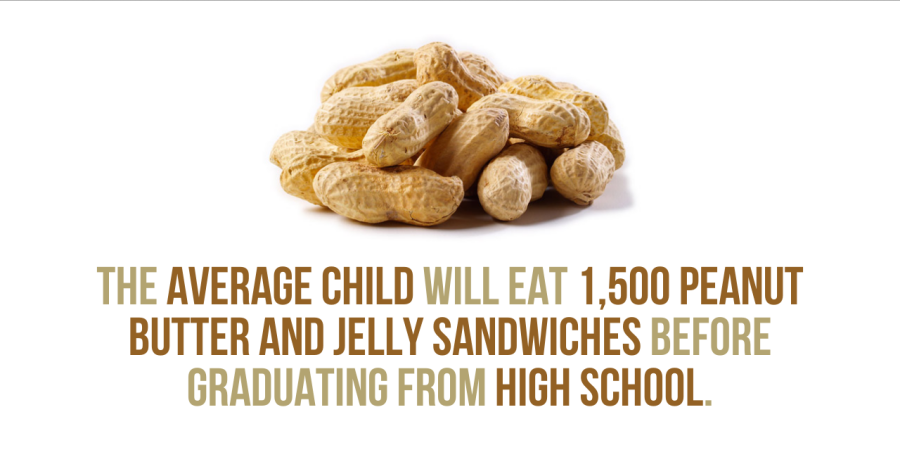 THE AVERAGE CHILD WILL EAT 1,500 PEANUT
BUTTER AND JELLY SANDWICHES BEFORE
GRADUATING FROM HIGH SCHOOL.